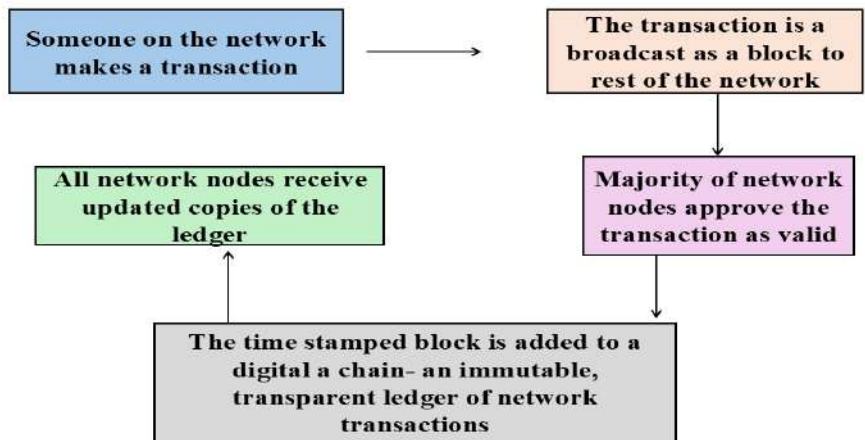 Someone on the network
makes a transaction
The transaction is a
broadcast as a block to
rest of the network
Majority of network
nodes approve the
transaction as valid
The time stamped block is added to a
digital a chain- an immutable,
transparent ledger of network
transactions
All network nodes receive
updated copies of the
ledger